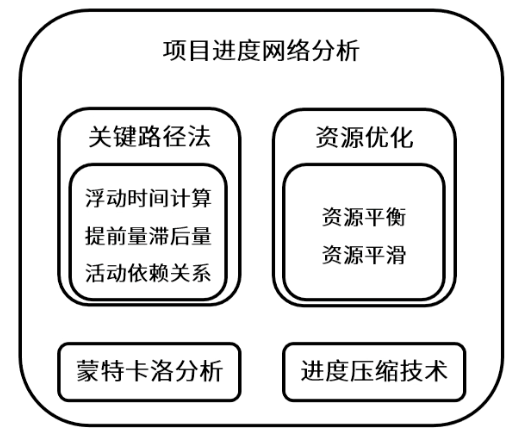 项目进度网络分析
关键路径法
浮动时间计算
提前量滞后量
活动依赖关系
资源优化
资源平衡
资源平滑
蒙特卡洛分析
进度压缩技术